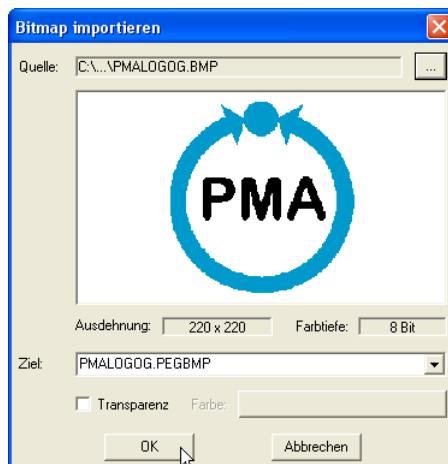 Bitmap importieren
Quelle: C:\...\PMALOGOG.BMP ...
PMA
Ausdehnung: 220 x 220 Farbtiefe: 8 Bit
Ziel: PMALOGOG.PEGBMP
Transparenz Farbe:
OK Abbrechen